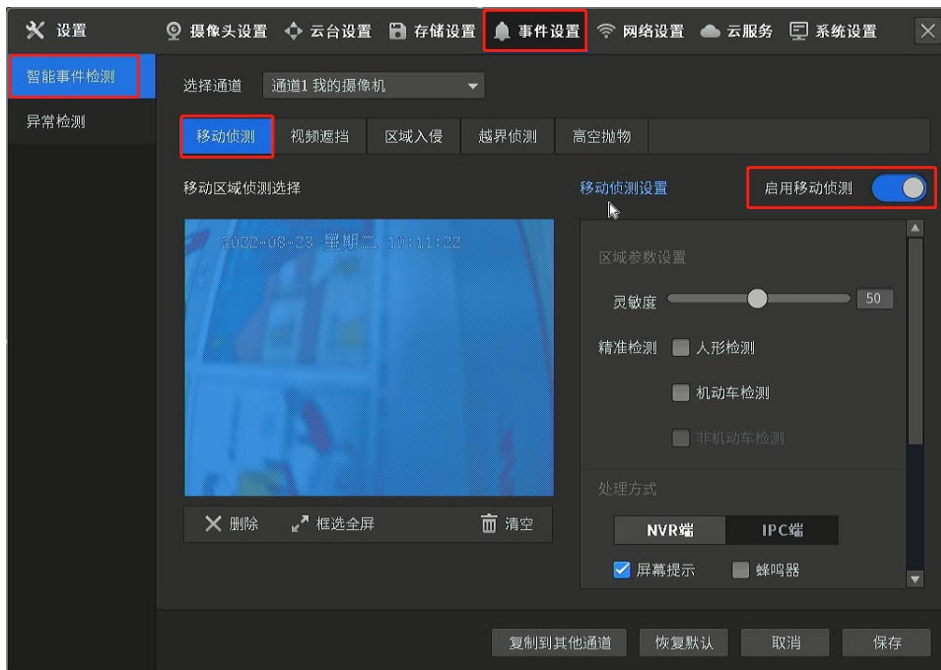 设置 摄像头设置 云台设置 存储设置 事件设置 网络设置 云服务 系统设置
智能事件检测
异常检测
选择通道 通道1 我的摄像机
移动侦测 视频遮挡 区域入侵 越界侦测 高空抛物
移动区域侦测选择
移动侦测设置 启用移动侦测
2022-08-23 星期二 10:11:22
区域参数设置
灵敏度 50
精准检测 人形检测
机动车检测
非机动车检测
处理方式
NVR端 IPC端
屏幕提示 蜂鸣器
删除 框选全屏 清空
复制到其他通道 恢复默认 取消 保存